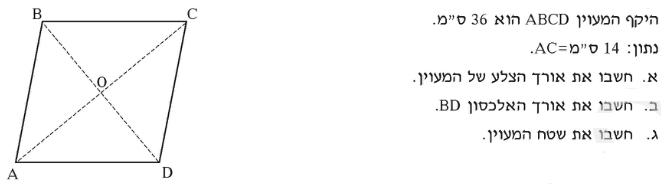 היקף המעוין ABCD הוא 36 ס"מ.
נתון: 14 ס"מ=AC.
א. חשבו את אורך הצלע של המעוין.
ב. חשבו את אורך האלכסון BD.
ג. חשבו את שטח המעוין.
B
C
O
A
D